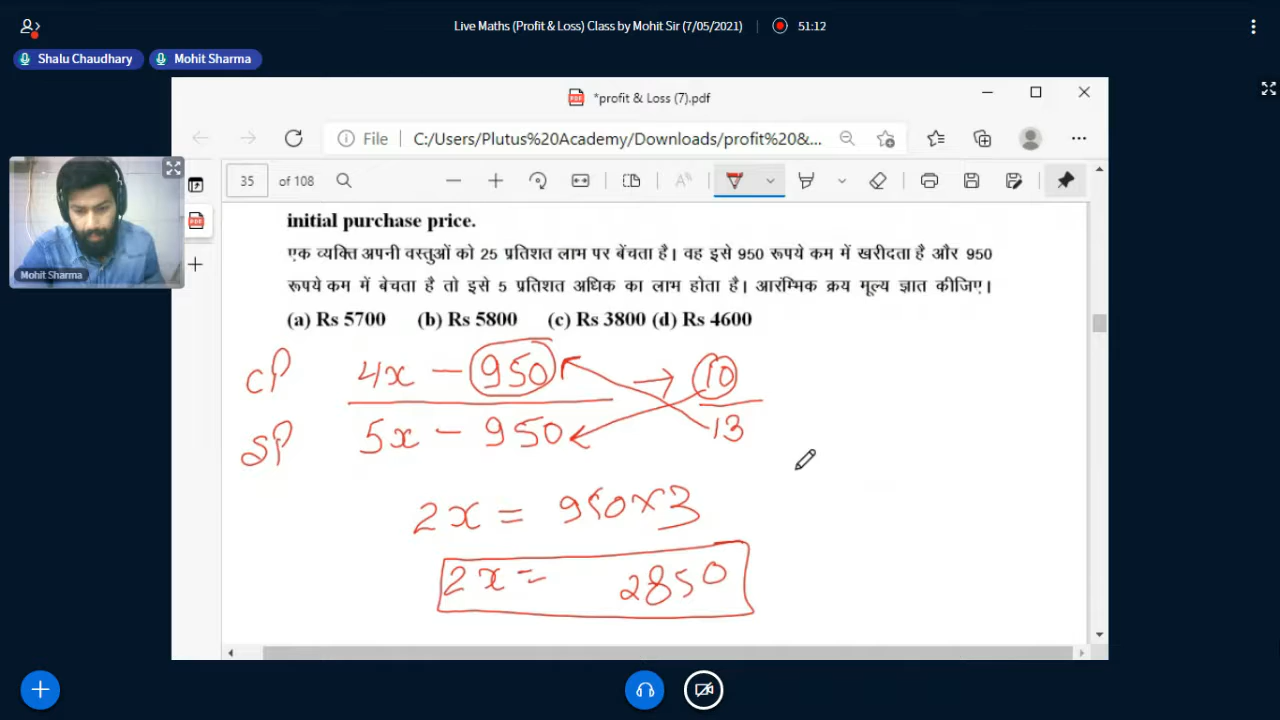 Live Maths (Profit & Loss) Class by Mohit Sir (7/05/2021) 51:12
Shalu Chaudhary Mohit Sharma
*profit & Loss (7).pdf
File C:/Users/Plutus%20Academy/Downloads/profit%20&...
35 of 108
Mohit Sharma
initial purchase price.
एक व्यक्ति अपनी वस्तुओं को 25 प्रतिशत लाभ पर बेंचता है। वह इसे 950 रूपये कम में खरीदता है और 950
रूपये कम में बेचता है तो इसे 5 प्रतिशत अधिक का लाभ होता है। आरम्भिक क्रय मूल्य ज्ञात कीजिए।
(a) Rs 5700 (b) Rs 5800 (c) Rs 3800 (d) Rs 4600
CP 4x - 950 → 10
SP 5x - 950 13
2x = 950×3
2x = 2850